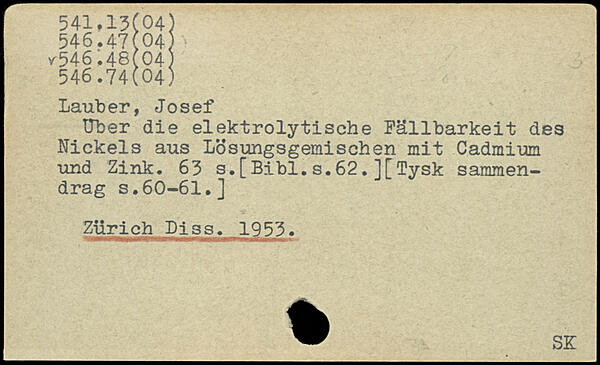 541.13(04)
546.47(04)
v546.48(04)
546.74(04)
Lauber, Josef
Über die elektrolytische Fällbarkeit des
Nickels aus Lösungsgemischen mit Cadmium
und Zink. 63 s.[Bibl.s.62.][Tysk sammen-
drag s.60-61.]
Zürich Diss. 1953.
SK